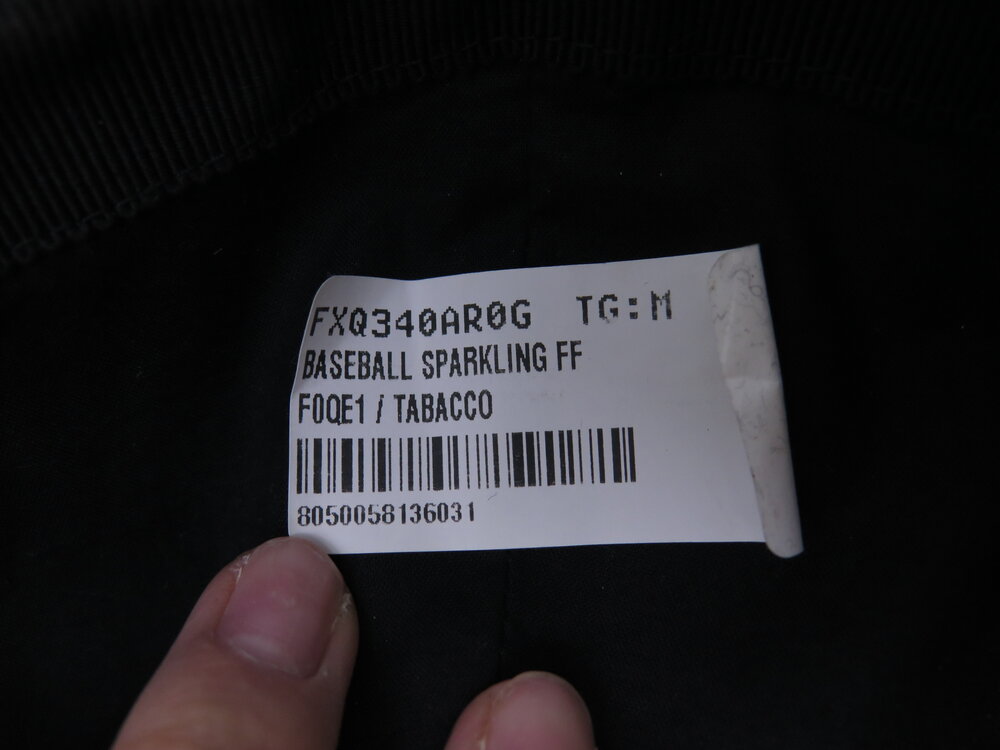 FXQ340AR0G TG:M
BASEBALL SPARKLING FF
F0QE1 / TABACCO
8050058136031